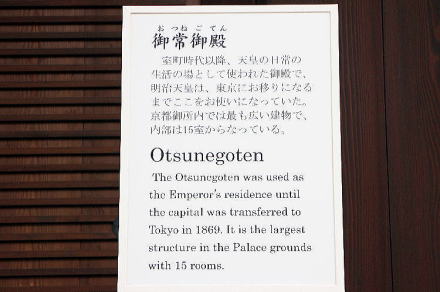 おつねごてん
御常御殿
室町時代以降、天皇の日常の
生活の場として使われた御殿で、
明治天皇は、東京にお移りになる
までここをお使いになっていた。
京都御所内では最も広い建物で、
内部は15室からなっている。
Otsunegoten
The Otsunegoten was used as
the Emperor's residence until
the capital was transferred to
Tokyo in 1869. It is the largest
structure in the Palace grounds
with 15 rooms.